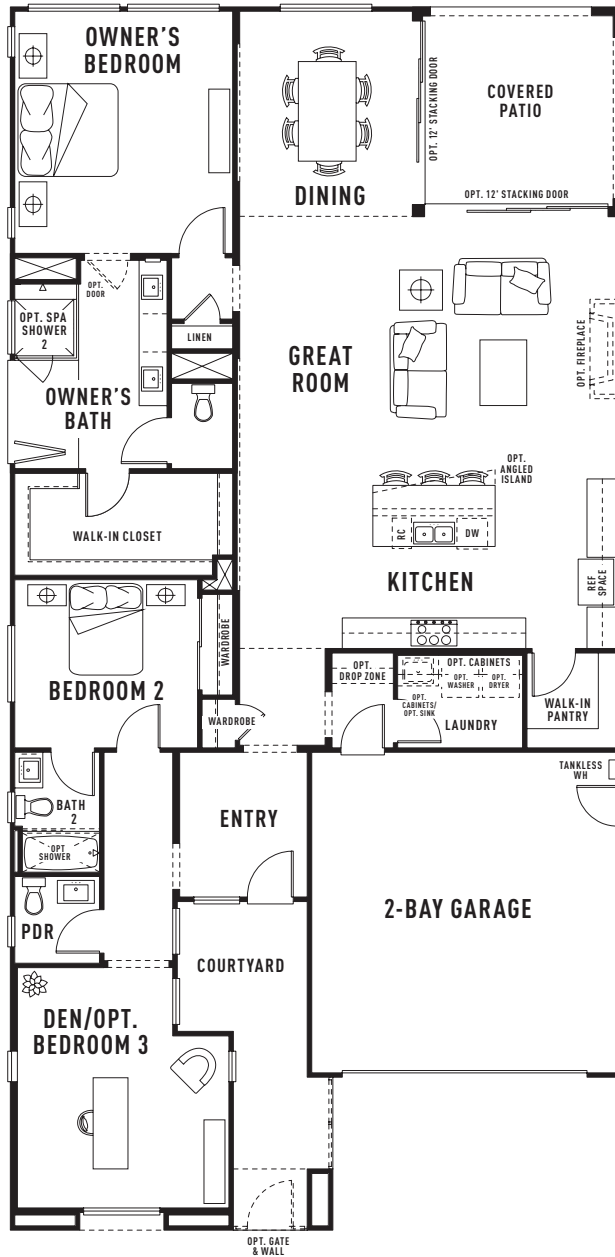 OWNER'S
BEDROOM
COVERED
PATIO
OPT. 12' STACKING DOOR
DINING
OPT. 12' STACKING DOOR
OPT.
DOOR
OPT. SPA
SHOWER
2
LINEN
OWNER'S
BATH
GREAT
ROOM
OPT. FIREPLACE
OPT.
ANGLED
ISLAND
WALK-IN CLOSET
RC
DW
KITCHEN
REF
SPACE
BEDROOM 2
WARDROBE
WARDROBE
OPT.
DROP ZONE
OPT. CABINETS
OPT.
WASHER
OPT.
DRYER
OPT.
CABINETS/
OPT. SINK
LAUNDRY
WALK-IN
PANTRY
TANKLESS
WH
BATH
2
OPT
SHOWER
ENTRY
PDR
2-BAY GARAGE
COURTYARD
DEN/OPT.
BEDROOM 3
OPT. GATE
& WALL